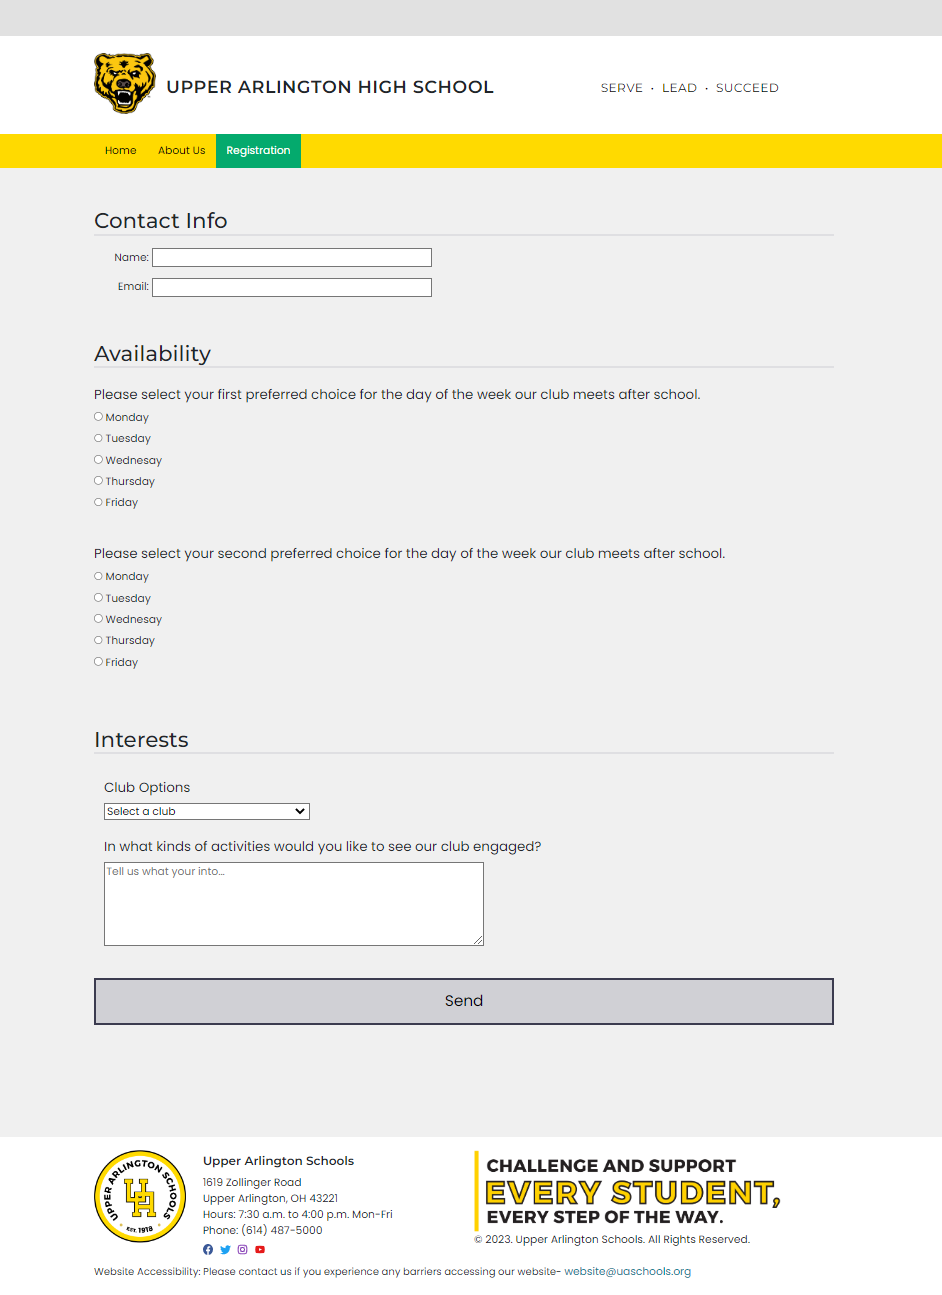 UPPER ARLINGTON HIGH SCHOOL
SERVE • LEAD • SUCCEED
Home About Us Registration
Contact Info
Name:
Email:
Availability
Please select your first preferred choice for the day of the week our club meets after school.
Monday
Tuesday
Wednesay
Thursday
Friday
Please select your second preferred choice for the day of the week our club meets after school.
Monday
Tuesday
Wednesay
Thursday
Friday
Interests
Club Options
Select a club
In what kinds of activities would you like to see our club engaged?
Tell us what your into...
Send
UPPER ARLINGTON SCHOOLS
UA
EST. 1918
Upper Arlington Schools
1619 Zollinger Road
Upper Arlington, OH 43221
Hours: 7:30 a.m. to 4:00 p.m. Mon-Fri
Phone: (614) 487-5000
CHALLENGE AND SUPPORT
EVERY STUDENT,
EVERY STEP OF THE WAY.
© 2023. Upper Arlington Schools. All Rights Reserved.
Website Accessibility: Please contact us if you experience any barriers accessing our website- website@uaschools.org